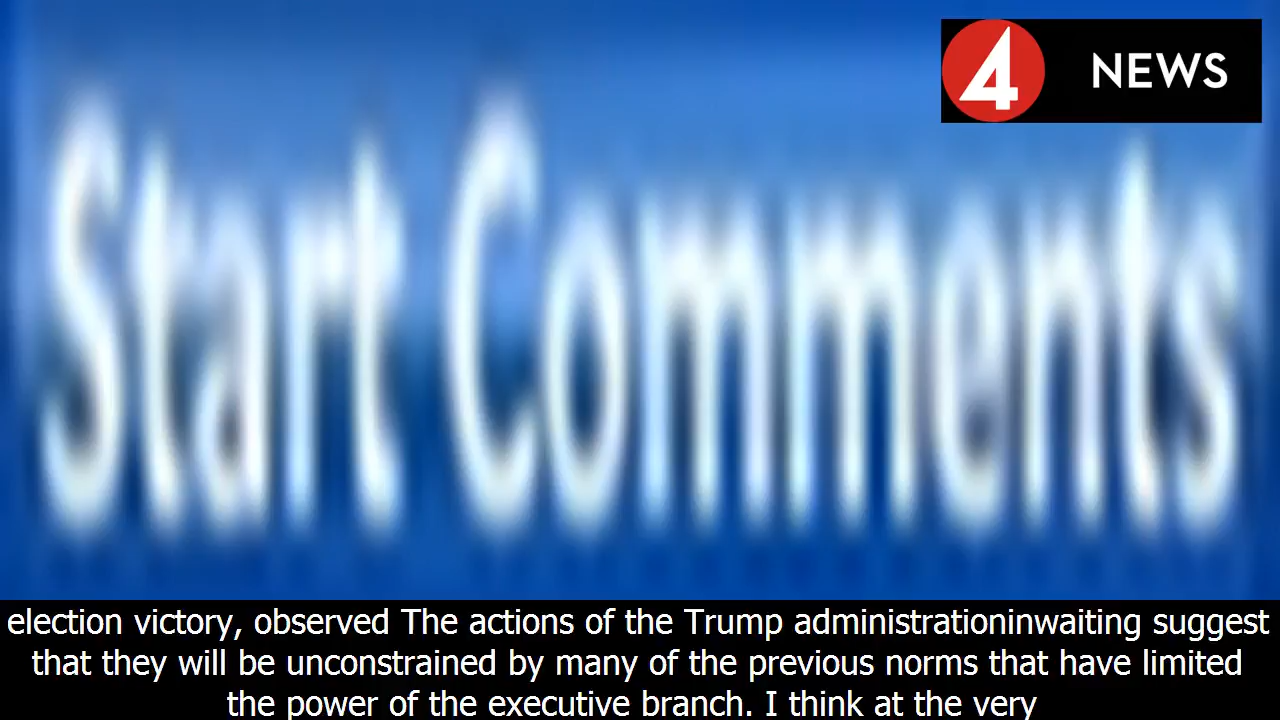 4 NEWS
Start Comments
election victory, observed The actions of the Trump administrationinwaiting suggest
that they will be unconstrained by many of the previous norms that have limited
the power of the executive branch. I think at the very